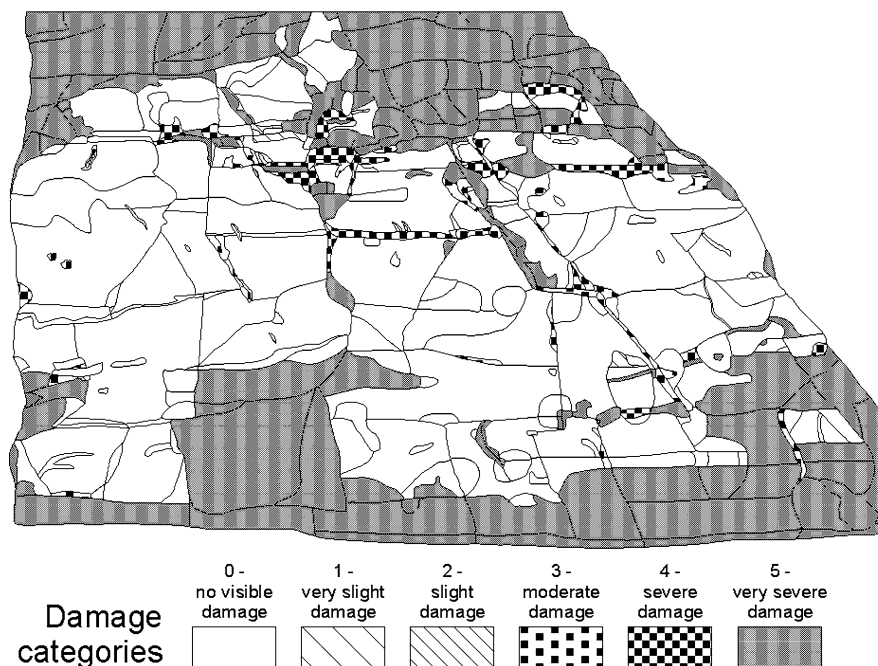 0 - 1 - 2 - 3 - 4 - 5 -
no visible very slight slight moderate severe very severe
damage damage damage damage damage damage
Damage
categories